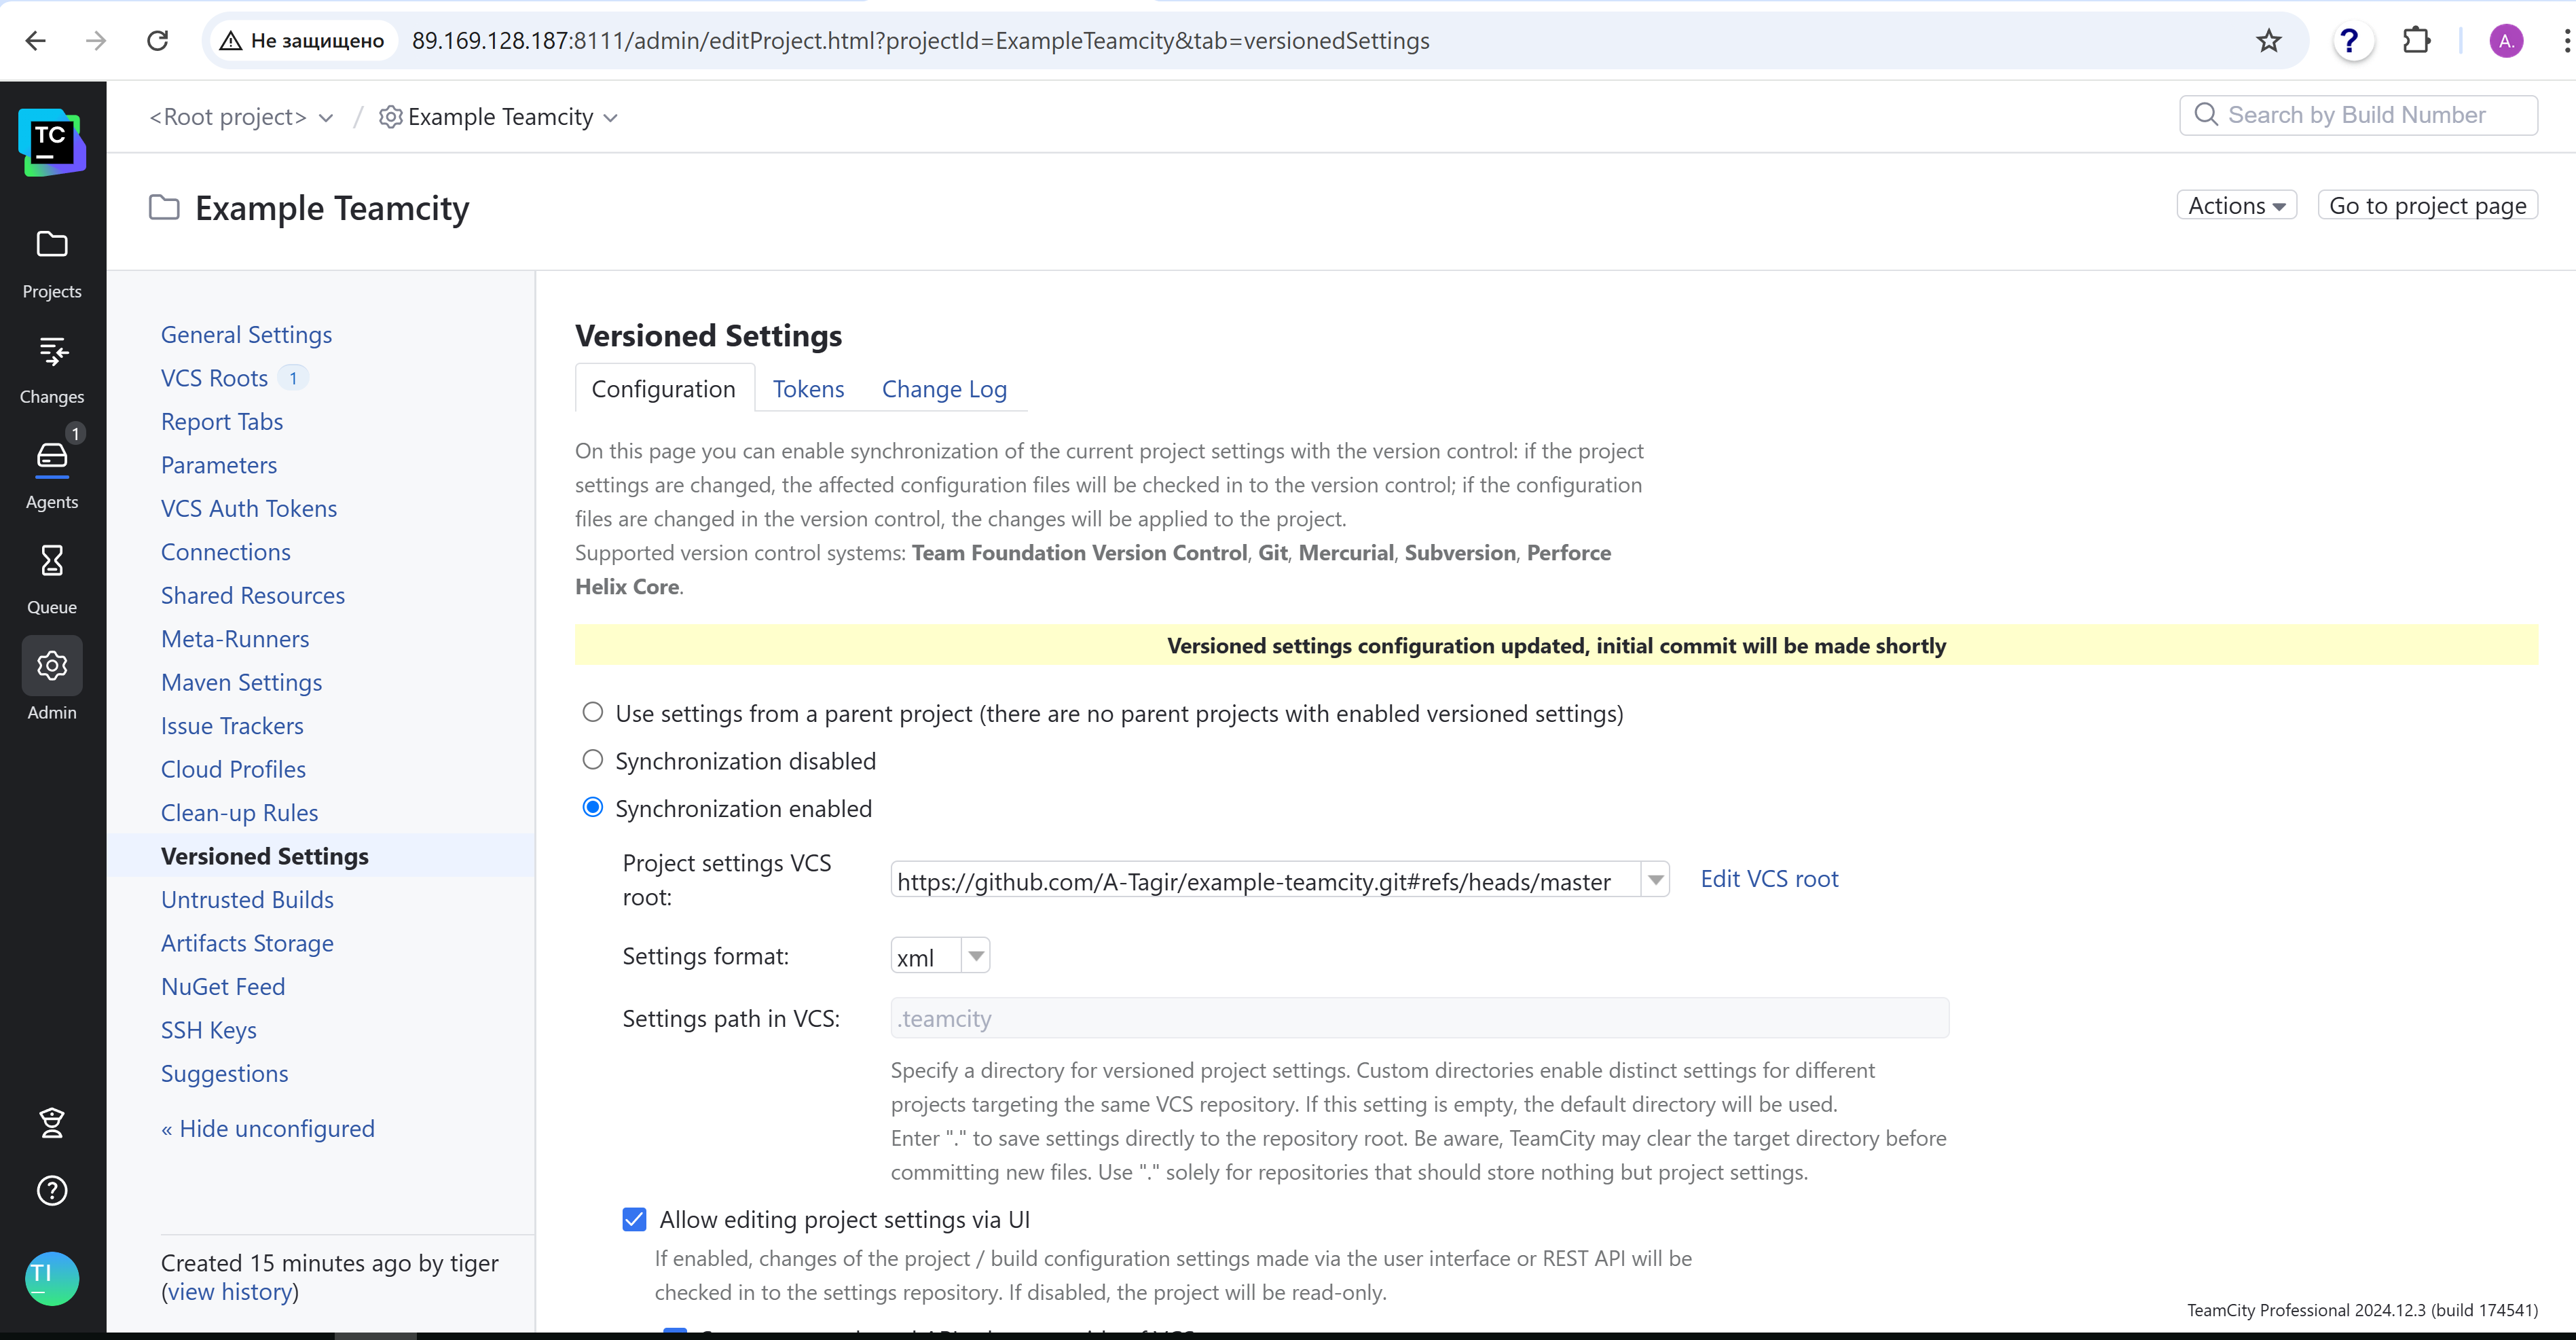 Не защищено
89.169.128.187:8111/admin/editProject.html?projectId=ExampleTeamcity&tab=versionedSettings
?
A.
TC
<Root project> / Example Teamcity
Search by Build Number
Example Teamcity
Actions
Go to project page
Projects
Changes
1
Agents
Queue
Admin
TI
General Settings
VCS Roots 1
Report Tabs
Parameters
VCS Auth Tokens
Connections
Shared Resources
Meta-Runners
Maven Settings
Issue Trackers
Cloud Profiles
Clean-up Rules
Versioned Settings
Untrusted Builds
Artifacts Storage
NuGet Feed
SSH Keys
Suggestions
« Hide unconfigured
Created 15 minutes ago by tiger
(view history)
Versioned Settings
Configuration Tokens Change Log
On this page you can enable synchronization of the current project settings with the version control: if the project
settings are changed, the affected configuration files will be checked in to the version control; if the configuration
files are changed in the version control, the changes will be applied to the project.
Supported version control systems: Team Foundation Version Control, Git, Mercurial, Subversion, Perforce
Helix Core.
Versioned settings configuration updated, initial commit will be made shortly
Use settings from a parent project (there are no parent projects with enabled versioned settings)
Synchronization disabled
Synchronization enabled
Project settings VCS
root:
https://github.com/A-Tagir/example-teamcity.git#refs/heads/master
Edit VCS root
Settings format:
xml
Settings path in VCS:
.teamcity
Specify a directory for versioned project settings. Custom directories enable distinct settings for different
projects targeting the same VCS repository. If this setting is empty, the default directory will be used.
Enter "." to save settings directly to the repository root. Be aware, TeamCity may clear the target directory before
committing new files. Use "." solely for repositories that should store nothing but project settings.
Allow editing project settings via UI
If enabled, changes of the project / build configuration settings made via the user interface or REST API will be
checked in to the settings repository. If disabled, the project will be read-only.
TeamCity Professional 2024.12.3 (build 174541)